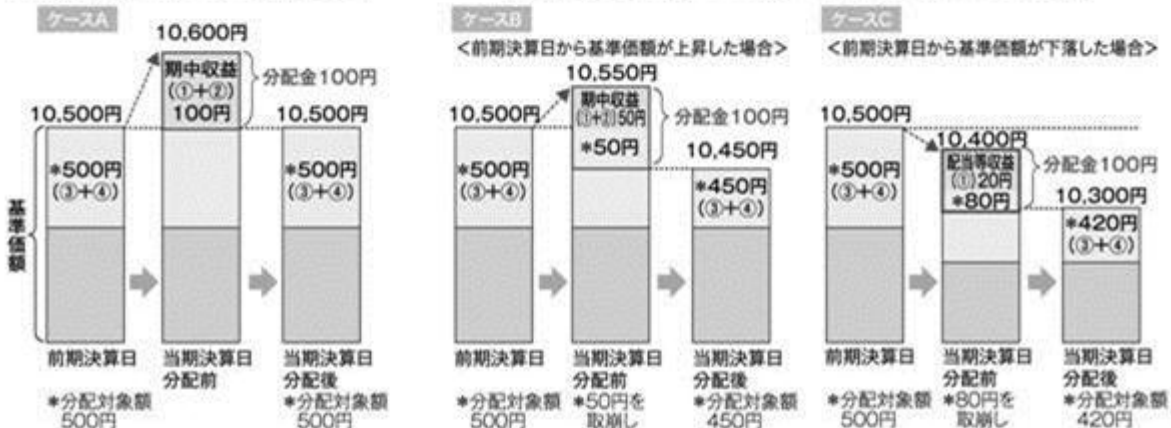 ケースA
10,600円
期中収益
(①+②)
100円
分配金100円
10,500円
10,500円
*500円
(③+④)
*500円
(③+④)
基準価額
前期決算日
当期決算日
分配前
当期決算日
分配後
*分配対象額
500円
*分配対象額
500円
ケースB
<前期決算日から基準価額が上昇した場合>
10,550円
期中収益
(①+②)50円
*50円
分配金100円
10,500円
10,450円
*500円
(③+④)
*450円
(③+④)
前期決算日
当期決算日
分配前
当期決算日
分配後
*分配対象額
500円
*50円を
取崩し
*分配対象額
450円
ケースC
<前期決算日から基準価額が下落した場合>
10,500円
10,400円
配当等収益
(①)20円
*80円
分配金100円
10,300円
*500円
(③+④)
*420円
(③+④)
前期決算日
当期決算日
分配前
当期決算日
分配後
*分配対象額
500円
*80円を
取崩し
*分配対象額
420円